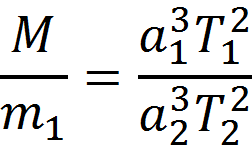 M/m₁ = a₁³T₁²/a₂³T₂²